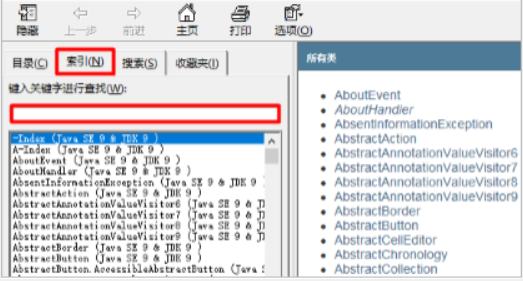 隐藏 上一步 前进 主页 打印 选项(O)
目录(C) 索引(N) 搜索(S) 收藏夹(I)
键入关键字进行查找(W):
-Index (Java SE 9 & JDK 9 )
A-Index (Java SE 9 & JDK 9 )
AboutEvent (Java SE 9 & JDK 9 )
AboutHandler (Java SE 9 & JDK 9 )
AbsentInformationException (Java SE 9 & JDK 9
AbstractAction (Java SE 9 & JDK 9 )
AbstractAnnotationValueVisitor6 (Java SE 9 & JD
AbstractAnnotationValueVisitor7 (Java SE 9 & JD
AbstractAnnotationValueVisitor8 (Java SE 9 & JD
AbstractAnnotationValueVisitor9 (Java SE 9 & JD
AbstractBorder (Java SE 9 & JDK 9 )
AbstractButton (Java SE 9 & JDK 9 )
AbstractButton.AccessibleAbstractButton (Java S
所有类
AboutEvent
AboutHandler
AbsentInformationException
AbstractAction
AbstractAnnotationValueVisitor6
AbstractAnnotationValueVisitor7
AbstractAnnotationValueVisitor8
AbstractAnnotationValueVisitor9
AbstractBorder
AbstractButton
AbstractCellEditor
AbstractChronology
AbstractCollection